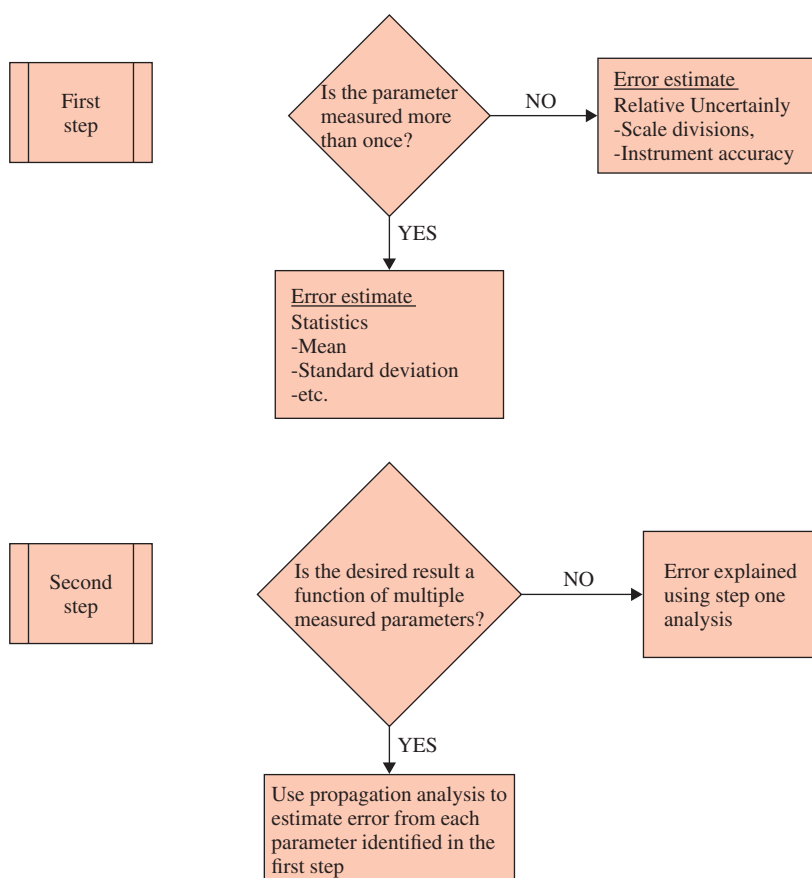 First
step
Is the parameter
measured more
than once?
NO
Error estimate
Relative Uncertainly
-Scale divisions,
-Instrument accuracy
YES
Error estimate
Statistics
-Mean
-Standard deviation
-etc.
Second
step
Is the desired result a
function of multiple
measured parameters?
NO
Error explained
using step one
analysis
YES
Use propagation analysis to
estimate error from each
parameter identified in the
first step